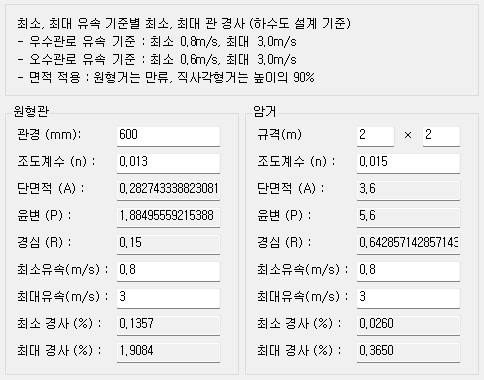 최소, 최대 유속 기준별 최소, 최대 관 경사 (하수도 설계 기준)
- 우수관로 유속 기준 : 최소 0.8m/s, 최대 3.0m/s
- 오수관로 유속 기준 : 최소 0.6m/s, 최대 3.0m/s
- 면적 적용 : 원형거는 만류, 직사각형거는 높이의 90%
원형관
관경 (mm): 600
조도계수 (n) : 0.013
단면적 (A) : 0.282743338823081
윤변 (P) : 1.88495559215388
경심 (R) : 0.15
최소유속(m/s) : 0.8
최대유속(m/s) : 3
최소 경사 (%) : 0.1357
최대 경사 (%) : 1.9084
암거
규격(m) 2 × 2
조도계수 (n) : 0.015
단면적 (A) : 3.6
윤변 (P) : 5.6
경심 (R) : 0.642857142857143
최소유속(m/s) : 0.8
최대유속(m/s) : 3
최소 경사 (%) : 0.0260
최대 경사 (%) : 0.3650